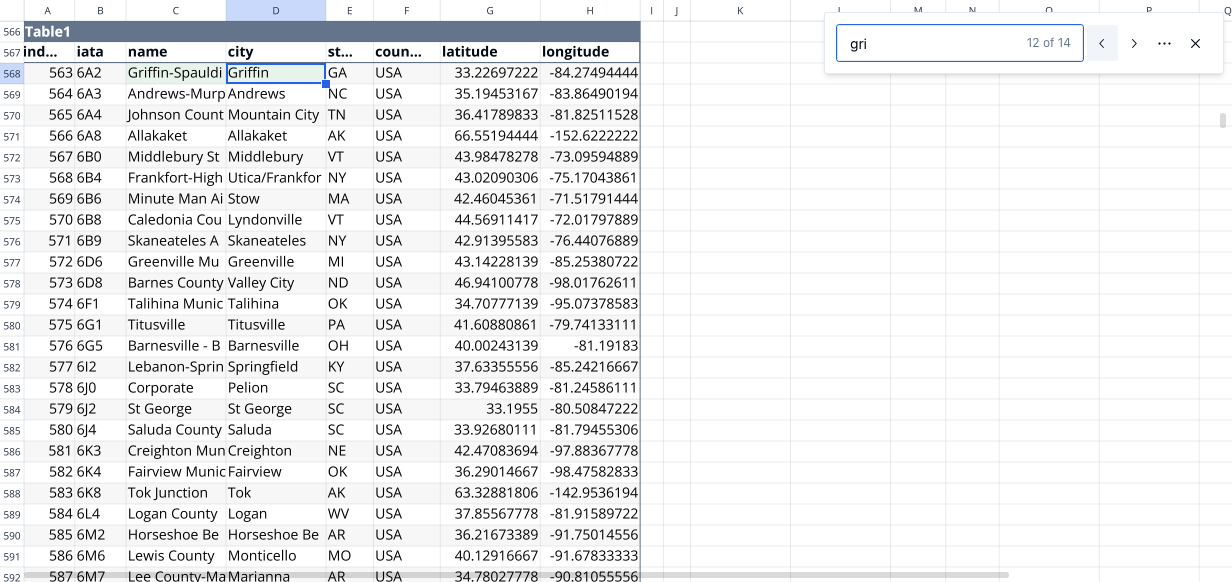 A B C D E F G H I J K L M N O P Q
566 Table1
567 ind... iata name city st... coun... latitude longitude
gri 12 of 14
568 563 6A2 Griffin-Spauldi Griffin GA USA 33.22697222 -84.27494444
569 564 6A3 Andrews-Murp Andrews NC USA 35.19453167 -83.86490194
570 565 6A4 Johnson Count Mountain City TN USA 36.41789833 -81.82511528
571 566 6A8 Allakaket Allakaket AK USA 66.55194444 -152.6222222
572 567 6B0 Middlebury St Middlebury VT USA 43.98478278 -73.09594889
573 568 6B4 Frankfort-High Utica/Frankfor NY USA 43.02090306 -75.17043861
574 569 6B6 Minute Man Ai Stow MA USA 42.46045361 -71.51791444
575 570 6B8 Caledonia Cou Lyndonville VT USA 44.56911417 -72.01797889
576 571 6B9 Skaneateles A Skaneateles NY USA 42.91395583 -76.44076889
577 572 6D6 Greenville Mu Greenville MI USA 43.14228139 -85.25380722
578 573 6D8 Barnes County Valley City ND USA 46.94100778 -98.01762611
579 574 6F1 Talihina Munic Talihina OK USA 34.70777139 -95.07378583
580 575 6G1 Titusville Titusville PA USA 41.60880861 -79.74133111
581 576 6G5 Barnesville - B Barnesville OH USA 40.00243139 -81.19183
582 577 6I2 Lebanon-Sprin Springfield KY USA 37.63355556 -85.24216667
583 578 6J0 Corporate Pelion SC USA 33.79463889 -81.24586111
584 579 6J2 St George St George SC USA 33.1955 -80.50847222
585 580 6J4 Saluda County Saluda SC USA 33.92680111 -81.79455306
586 581 6K3 Creighton Mun Creighton NE USA 42.47083694 -97.88367778
587 582 6K4 Fairview Munic Fairview OK USA 36.29014667 -98.47582833
588 583 6K8 Tok Junction Tok AK USA 63.32881806 -142.9536194
589 584 6L4 Logan County Logan WV USA 37.85567778 -81.91589722
590 585 6M2 Horseshoe Be Horseshoe Be AR USA 36.21673389 -91.75014556
591 586 6M6 Lewis County Monticello MO USA 40.12916667 -91.67833333
592 587 6M7 Lee County-Ma Marianna AR USA 34.78027778 -90.81055556